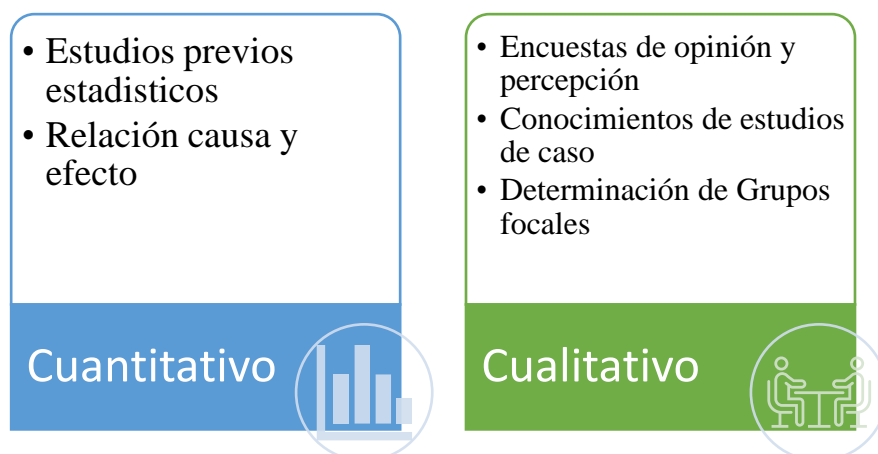 • Estudios previos
estadisticos
• Relación causa y
efecto
Cuantitativo
• Encuestas de opinión y
percepción
• Conocimientos de estudios
de caso
• Determinación de Grupos
focales
Cualitativo